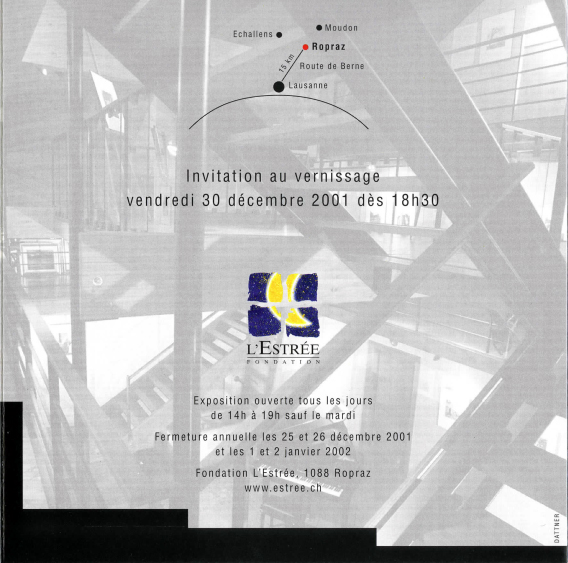 Echallens
Moudon
Ropraz
15 km
Route de Berne
Lausanne
Invitation au vernissage
vendredi 30 décembre 2001 dès 18h30
L'ESTRÉE
FONDATION
Exposition ouverte tous les jours
de 14h à 19h sauf le mardi
Fermeture annuelle les 25 et 26 décembre 2001
et les 1 et 2 janvier 2002
Fondation L'Estrée, 1088 Ropraz
www.estree.ch
DATTNER